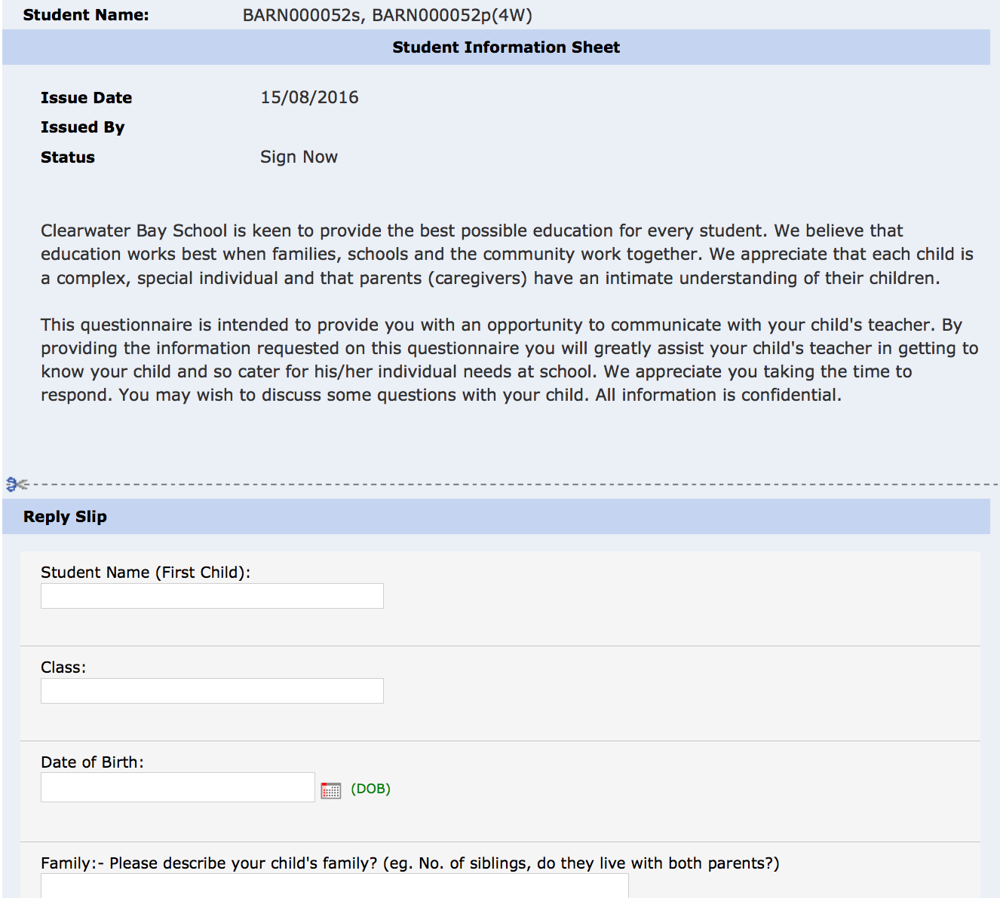 Student Name: BARN000052s, BARN000052p(4W)
Student Information Sheet
Issue Date 15/08/2016
Issued By
Status Sign Now
Clearwater Bay School is keen to provide the best possible education for every student. We believe that
education works best when families, schools and the community work together. We appreciate that each child is
a complex, special individual and that parents (caregivers) have an intimate understanding of their children.
This questionnaire is intended to provide you with an opportunity to communicate with your child's teacher. By
providing the information requested on this questionnaire you will greatly assist your child's teacher in getting to
know your child and so cater for his/her individual needs at school. We appreciate you taking the time to
respond. You may wish to discuss some questions with your child. All information is confidential.
Reply Slip
Student Name (First Child):
Class:
Date of Birth:
(DOB)
Family:- Please describe your child's family? (eg. No. of siblings, do they live with both parents?)